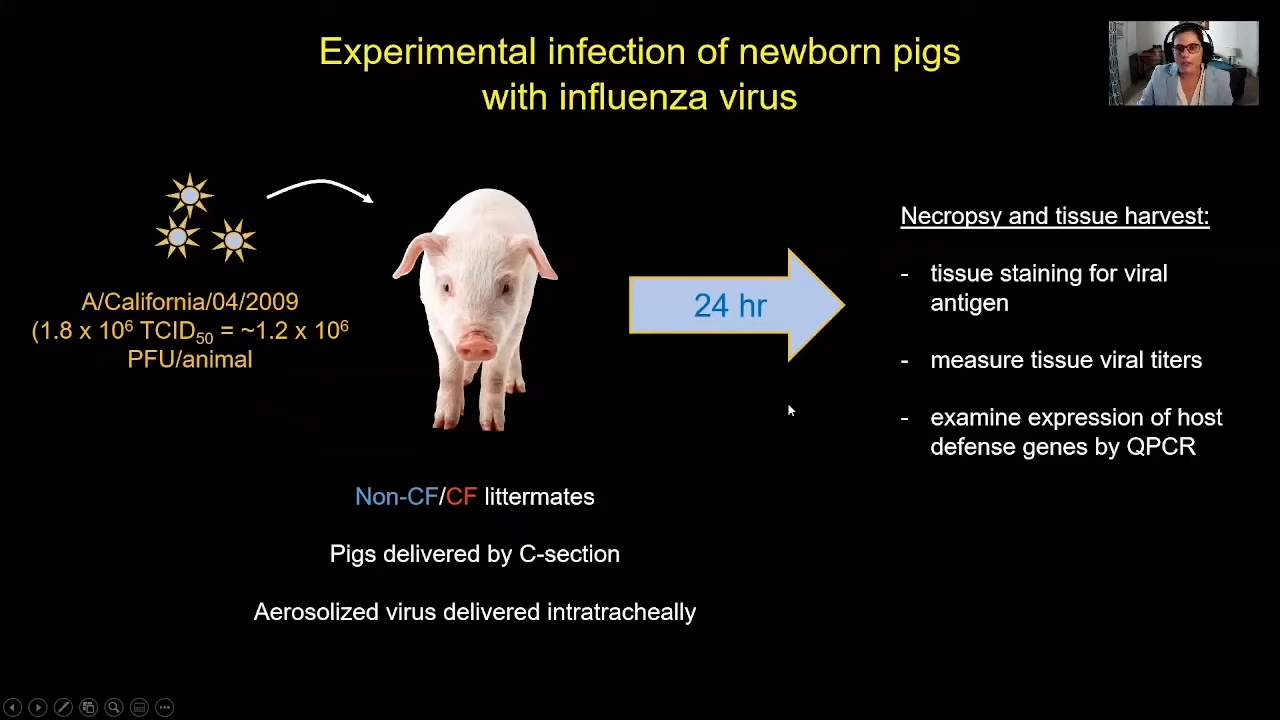 Experimental infection of newborn pigs
with influenza virus
A/California/04/2009
(1.8 x 10⁶ TCID₅₀ = ~1.2 x 10⁶
PFU/animal
24 hr
Necropsy and tissue harvest:
- tissue staining for viral
antigen
- measure tissue viral titers
- examine expression of host
defense genes by QPCR
Non-CF/CF littermates
Pigs delivered by C-section
Aerosolized virus delivered intratracheally